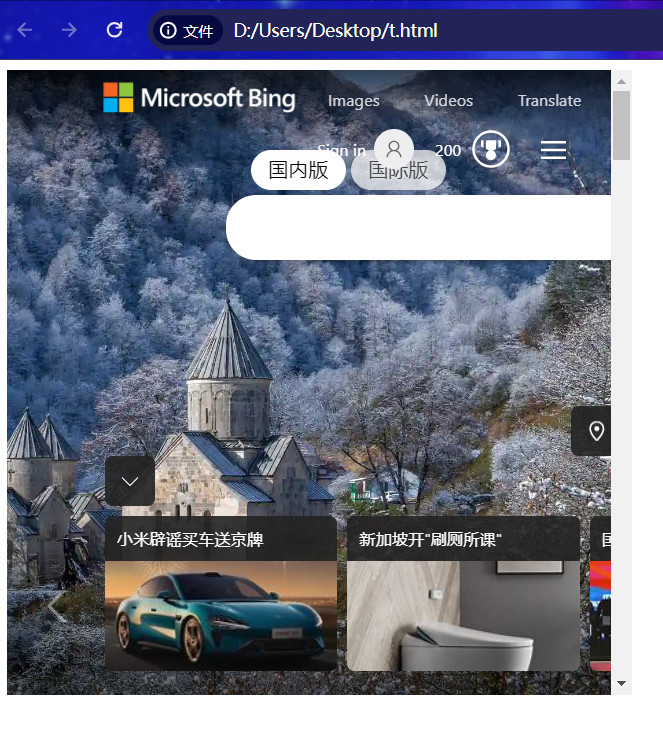 文件 D:/Users/Desktop/t.html
Microsoft Bing Images Videos Translate
Sign in 200
国内版 国际版
小米辟谣买车送京牌 新加坡开"刷厕所课"